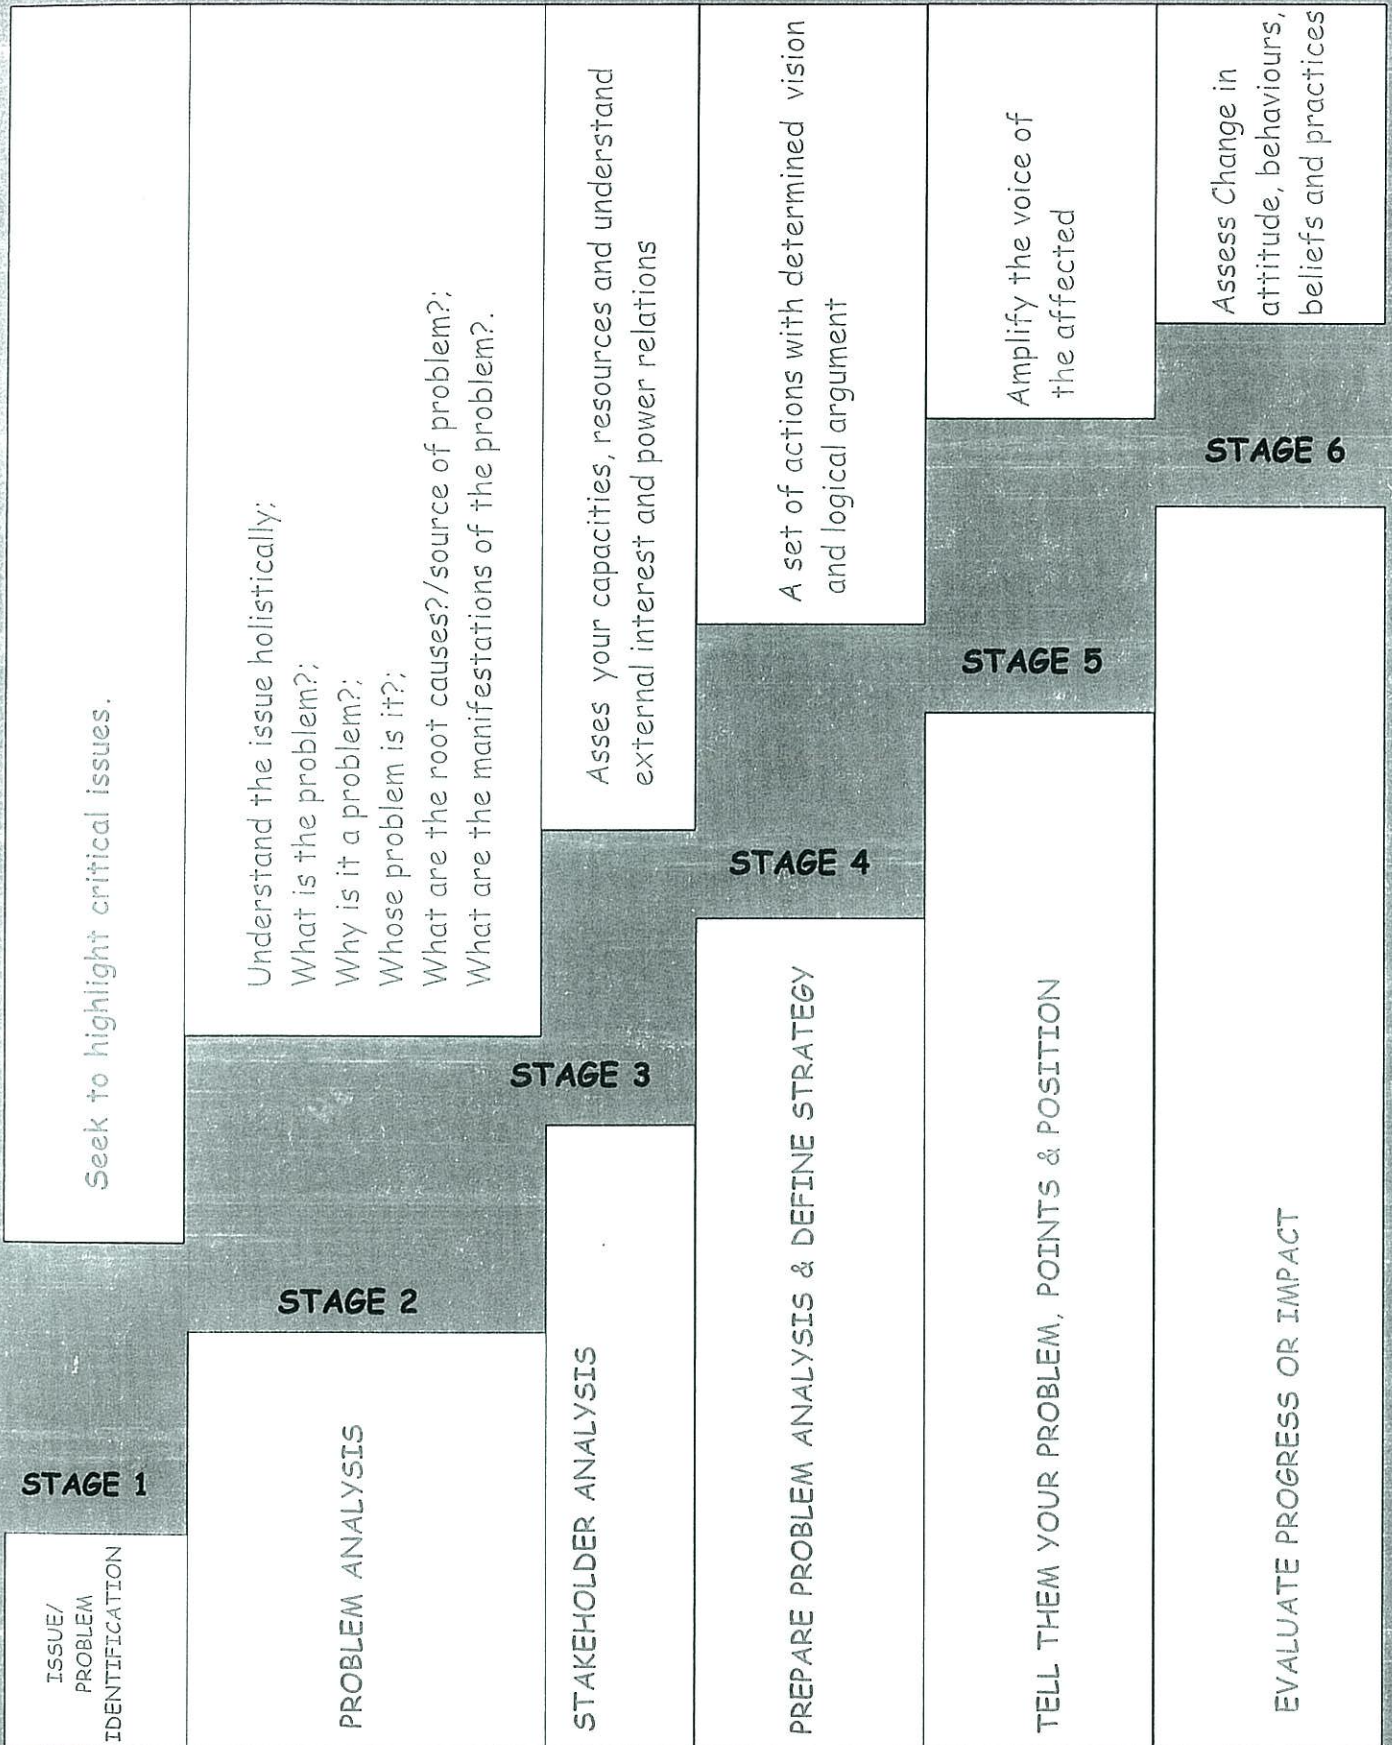 ISSUE/
PROBLEM
IDENTIFICATION
STAGE 1
Seek to highlight critical issues.
PROBLEM ANALYSIS
STAGE 2
Understand the issue holistically;
What is the problem?;
Why is it a problem?;
Whose problem is it?;
What are the root causes?/source of problem?;
What are the manifestations of the problem?.
STAKEHOLDER ANALYSIS
STAGE 3
Asses your capacities, resources and understand
external interest and power relations
PREPARE PROBLEM ANALYSIS & DEFINE STRATEGY
STAGE 4
A set of actions with determined vision
and logical argument
TELL THEM YOUR PROBLEM, POINTS & POSITION
STAGE 5
Amplify the voice of
the affected
EVALUATE PROGRESS OR IMPACT
STAGE 6
Assess Change in
attitude, behaviours,
beliefs and practices